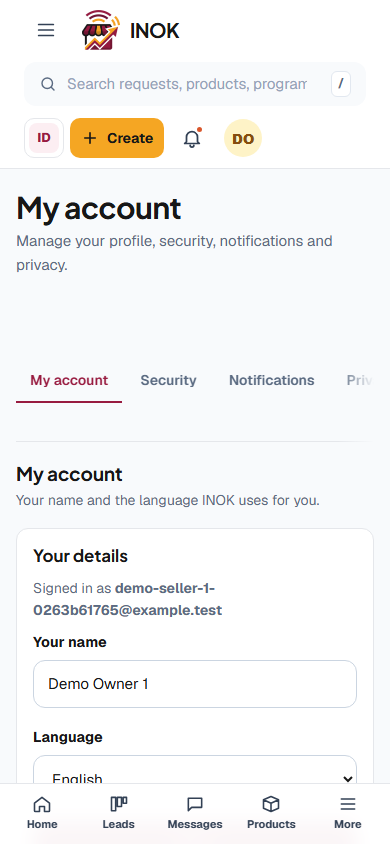 INOK
Search requests, products, program
/
ID
Create
DO
My account
Manage your profile, security, notifications and
privacy.
My account
Security
Notifications
Priv
My account
Your name and the language INOK uses for you.
Your details
Signed in as demo-seller-1-
0263b61765@example.test
Your name
Demo Owner 1
Language
English
Home
Leads
Messages
Products
More